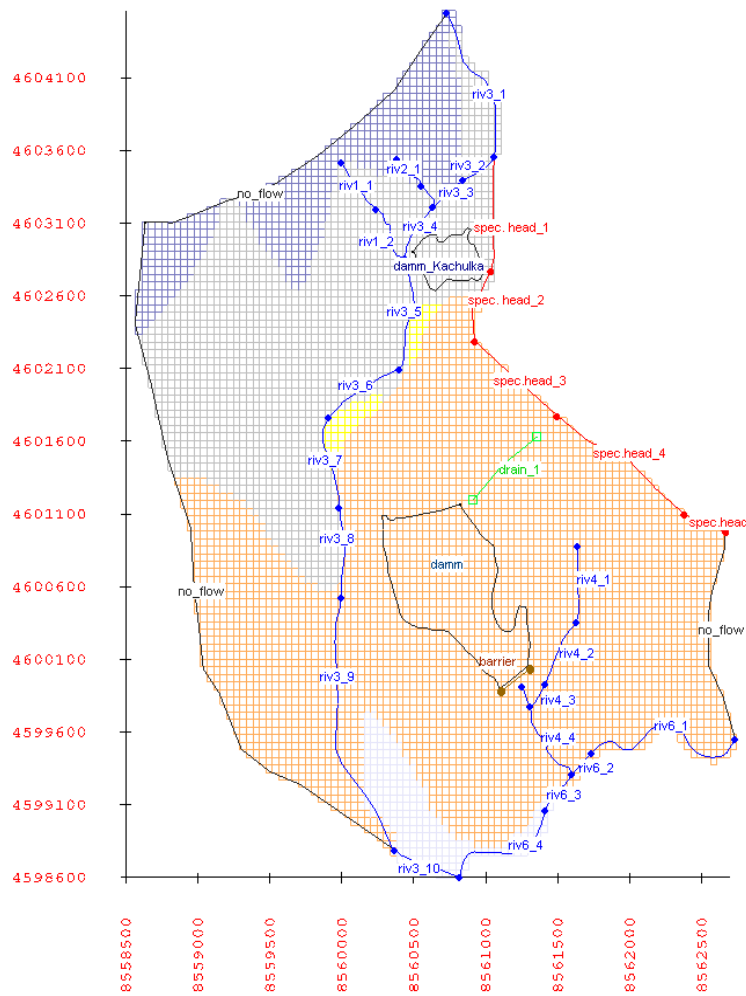 4604100
riv3_1
4603600
riv2_1
riv3_2
riv1_1
riv3_3
no_flow
4603100
riv3_4
spec.head_1
riv1_2
damm_Kachulka
4602600
spec.head_2
riv3_5
4602100
riv3_6
spec.head_3
4601600
riv3_7
spec.head_4
drain_1
4601100
spec.head
riv3_8
damm
4600600
no_flow
riv4_1
no_flow
4600100
barrier
riv4_2
riv3_9
riv4_3
4599600
riv6_1
riv4_4
riv6_2
riv6_3
4599100
riv6_4
riv3_10
4598600
8558500
8559000
8559500
8560000
8560500
8561000
8561500
8562000
8562500